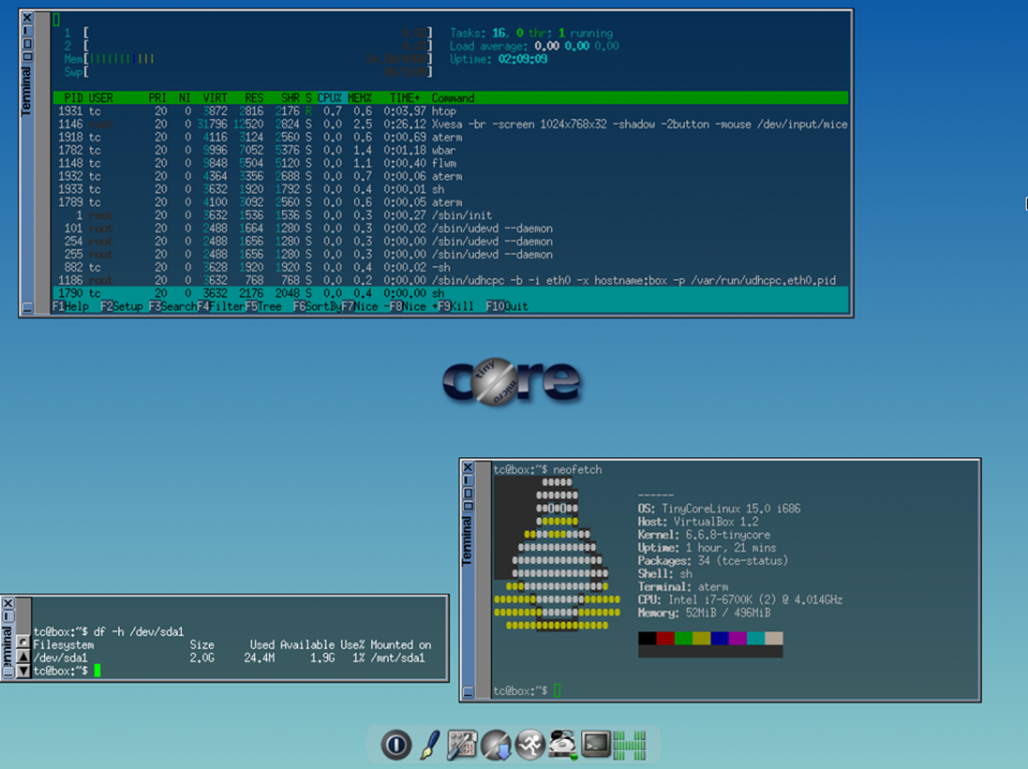 Terminal
1 [ ]
2 [ ]
Mem[ ]
Swp[ ]
Tasks: 16, 0 thr: 1 running
Load average: 0.00 0.00 0.00
Uptime: 02:09:09
PID USER PRI NI VIRT RES SHR S CPU% MEM% TIME+ Command
1931 tc 20 0 3872 2816 2176 R 0.7 0.6 0:03.97 htop
1146 root 20 0 31796 12520 2824 S 0.0 2.5 0:26.12 Xvesa -br -screen 1024x768x32 -shadow -2button -mouse /dev/input/mice
1918 tc 20 0 4116 3124 2560 S 0.0 0.6 0:00.69 aterm
1782 tc 20 0 9996 7052 5376 S 0.0 1.4 0:01.18 wbar
1148 tc 20 0 9848 5504 5120 S 0.0 1.1 0:00.40 flwm
1932 tc 20 0 4364 3356 2688 S 0.0 0.7 0:00.06 aterm
1933 tc 20 0 3632 1920 1792 S 0.0 0.4 0:00.01 sh
1789 tc 20 0 4100 3092 2560 S 0.0 0.6 0:00.05 aterm
1 root 20 0 3632 1536 1536 S 0.0 0.3 0:00.27 /sbin/init
101 root 20 0 2488 1664 1280 S 0.0 0.3 0:00.02 /sbin/udevd --daemon
254 root 20 0 2488 1656 1280 S 0.0 0.3 0:00.00 /sbin/udevd --daemon
255 root 20 0 2488 1656 1280 S 0.0 0.3 0:00.00 /sbin/udevd --daemon
882 tc 20 0 3628 1920 1920 S 0.0 0.4 0:00.02 -sh
1186 root 20 0 3632 768 768 S 0.0 0.2 0:00.00 /sbin/udhcpc -b -i eth0 -x hostname:box -p /var/run/udhcpc.eth0.pid
1790 tc 20 0 3632 2176 2048 S 0.0 0.4 0:00.00 sh
F1Help F2Setup F3SearchF4FilterF5Tree F6SortByF7Nice -F8Nice +F9Kill F10Quit
core
tiny
micro
Terminal
tc@box:~$ neofetch
------
OS: TinyCoreLinux 15.0 i686
Host: VirtualBox 1.2
Kernel: 6.6.8-tinycore
Uptime: 1 hour, 21 mins
Packages: 34 (tce-status)
Shell: sh
Terminal: aterm
CPU: Intel i7-6700K (2) @ 4.014GHz
Memory: 52MiB / 496MiB
tc@box:~$
erminal
tc@box:~$ df -h /dev/sda1
Filesystem Size Used Available Use% Mounted on
/dev/sda1 2.0G 24.4M 1.9G 1% /mnt/sda1
tc@box:~$